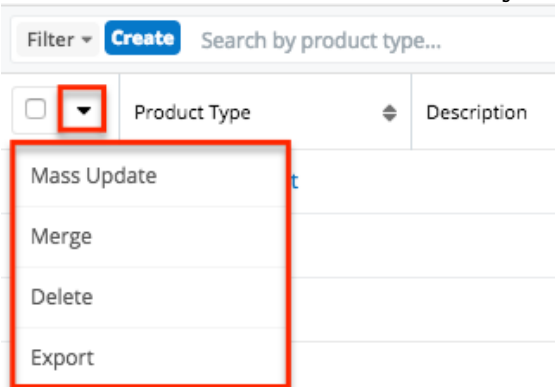 Filter Create Search by product type...
Product Type Description
Mass Update
t
Merge
Delete
Export